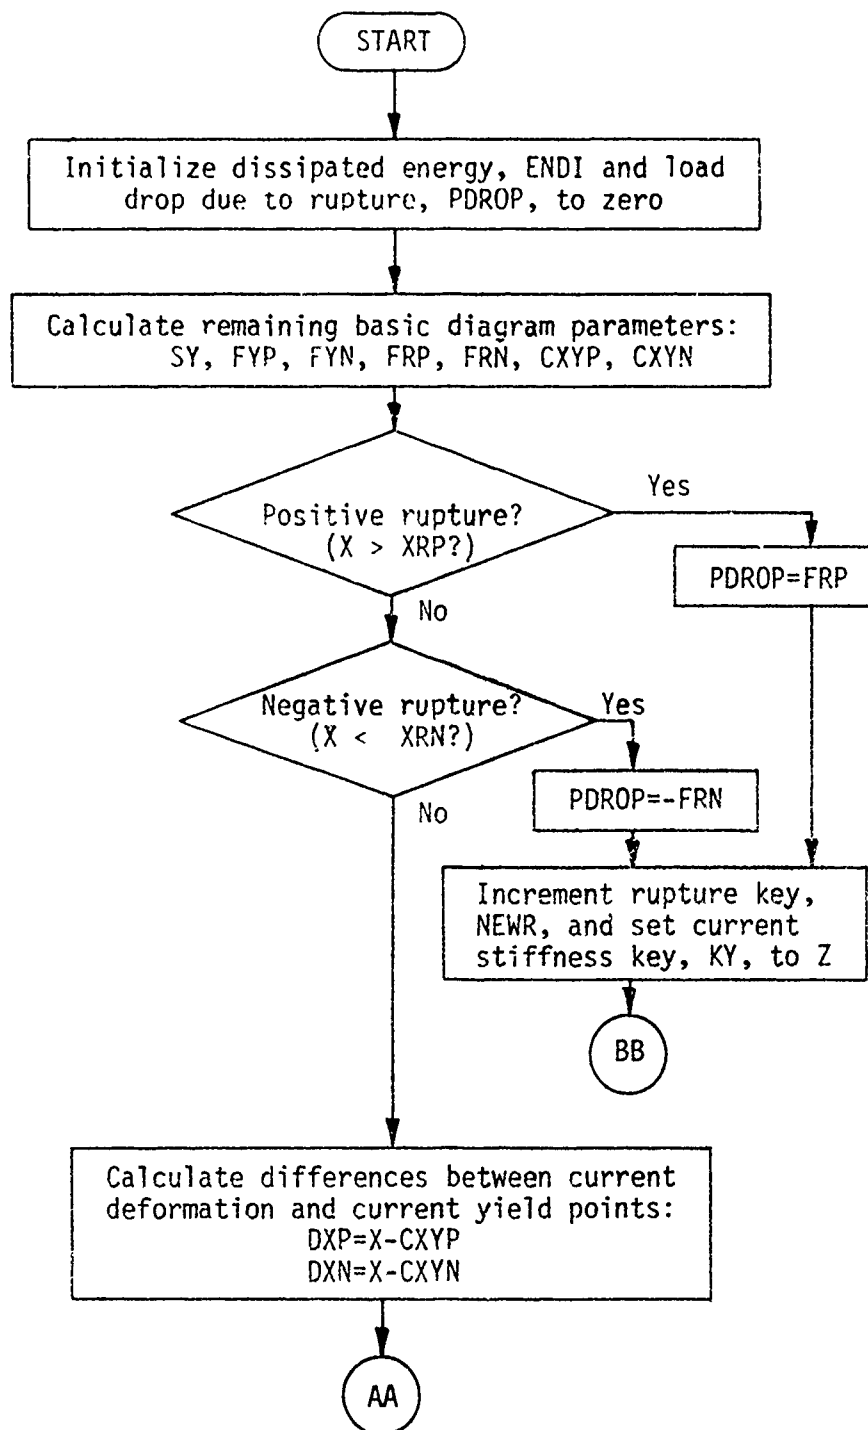 START
Initialize dissipated energy, ENDI and load
drop due to rupture, PDROP, to zero
Calculate remaining basic diagram parameters:
SY, FYP, FYN, FRP, FRN, CXYP, CXYN
Positive rupture?
(X > XRP?)
Yes
PDROP=FRP
No
Negative rupture?
(X < XRN?)
Yes
PDROP=-FRN
No
Increment rupture key,
NEWR, and set current
stiffness key, KY, to Z
BB
Calculate differences between current
deformation and current yield points:
DXP=X-CXYP
DXN=X-CXYN
AA